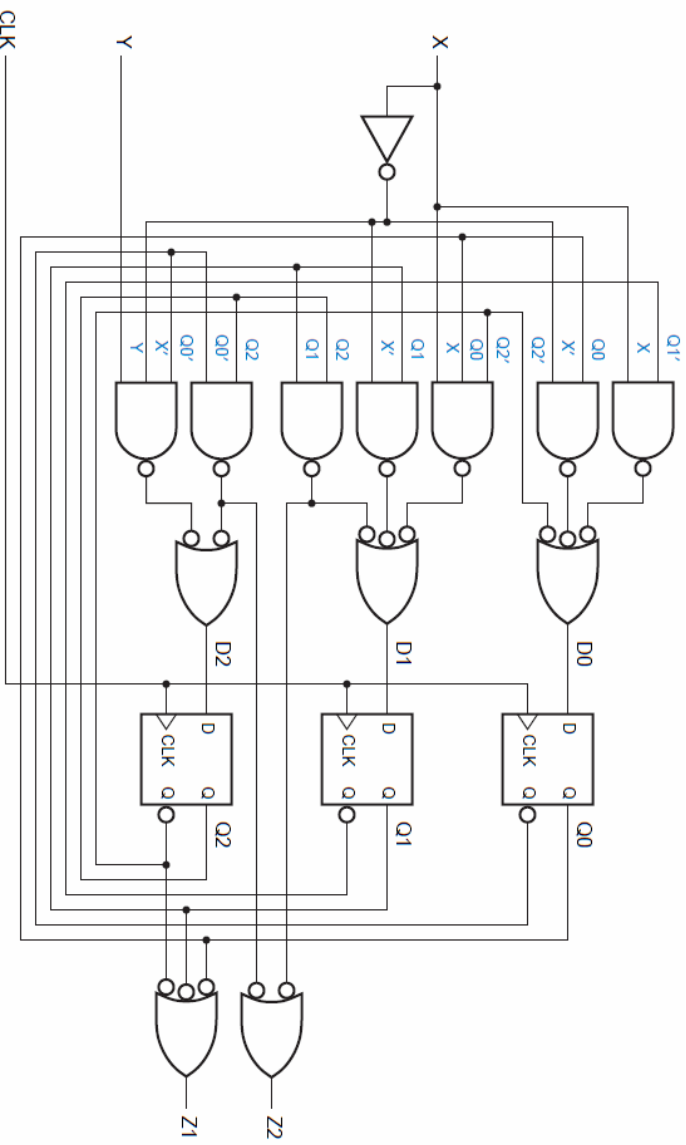 Q1'
X
Q0
D0 Q0
X'
D Q
Q2'
CLK Q
Q2'
Q0
X
X
Q1
D1 Q1
X'
D Q
CLK Q
Q2
Q1
Z2
Q2
D2 Q2
Q0'
D Q
Q0'
Z1
X'
CLK Q
Y
Y
CLK